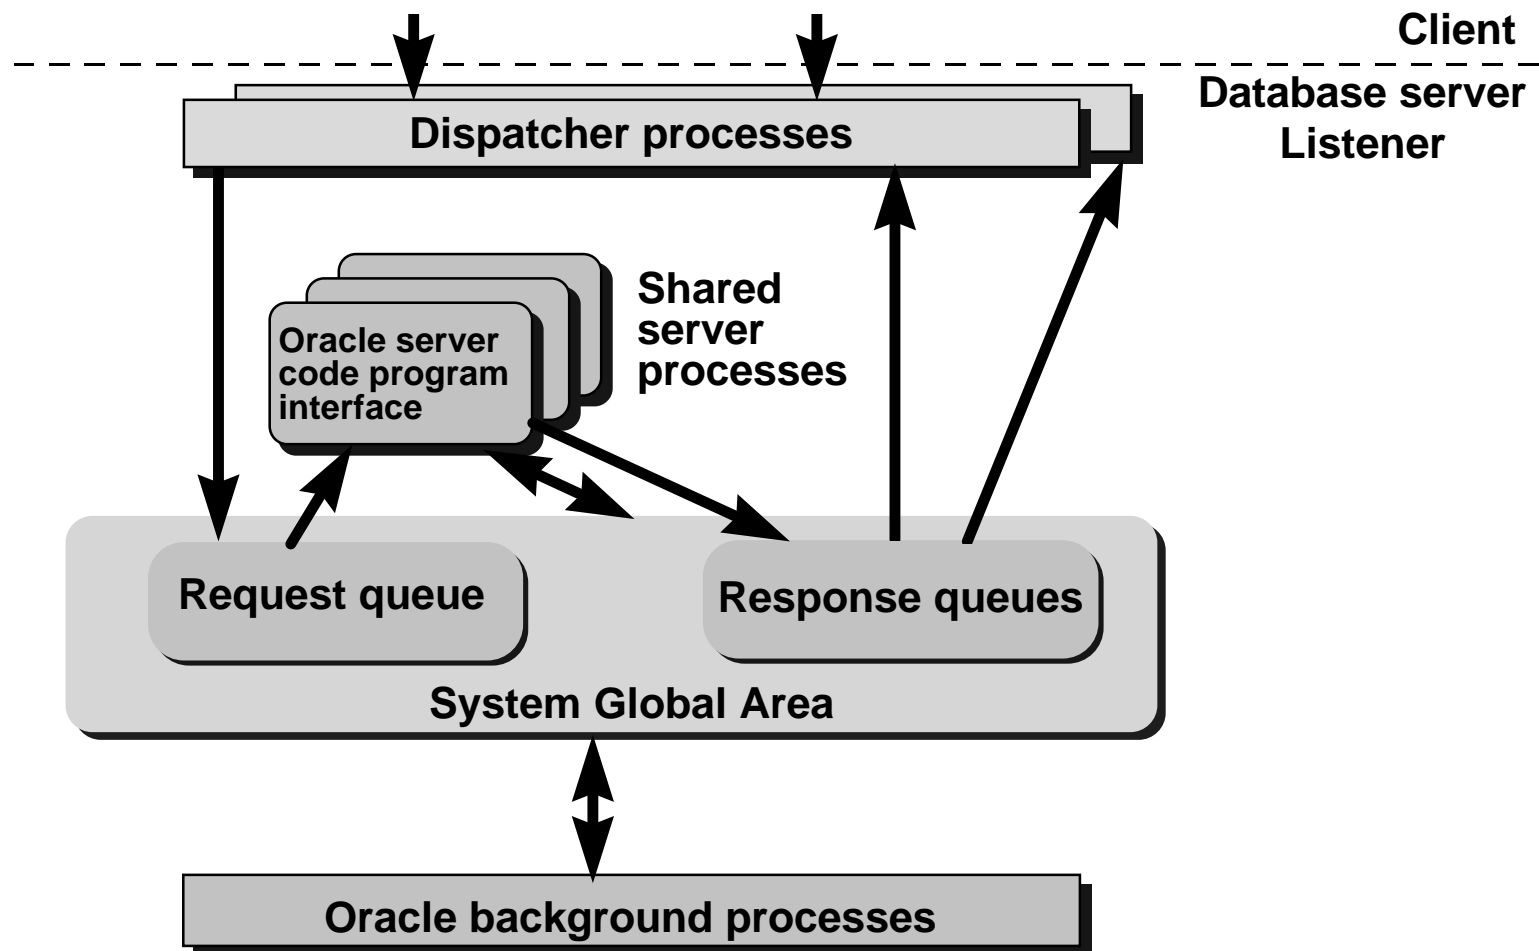 Client
Database server
Listener
Dispatcher processes
Shared
server
processes
Oracle server
code program
interface
Request queue
Response queues
System Global Area
Oracle background processes